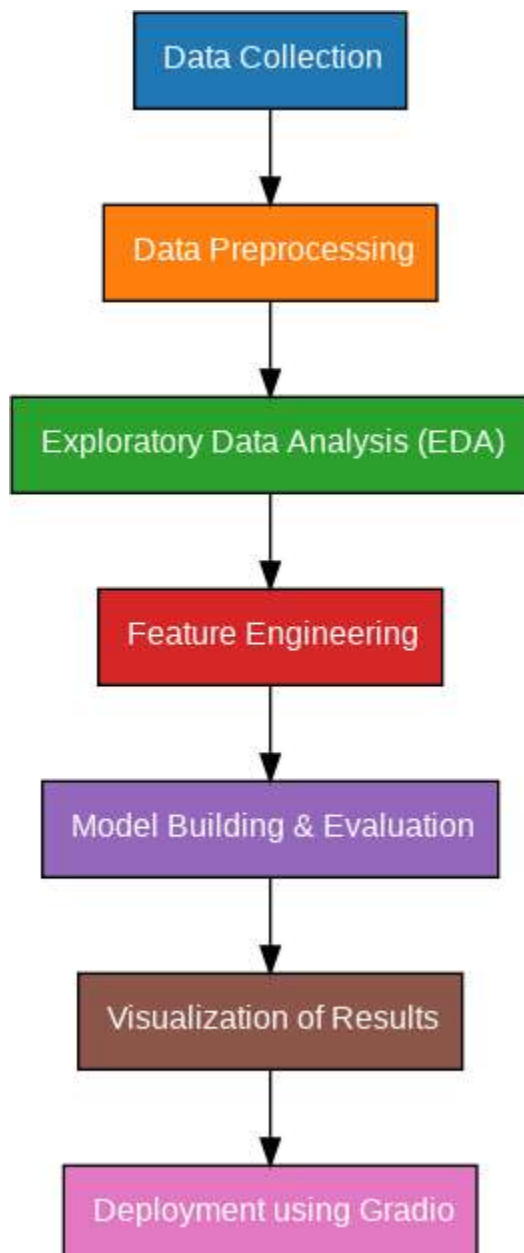 Data Collection
Data Preprocessing
Exploratory Data Analysis (EDA)
Feature Engineering
Model Building & Evaluation
Visualization of Results
Deployment using Gradio